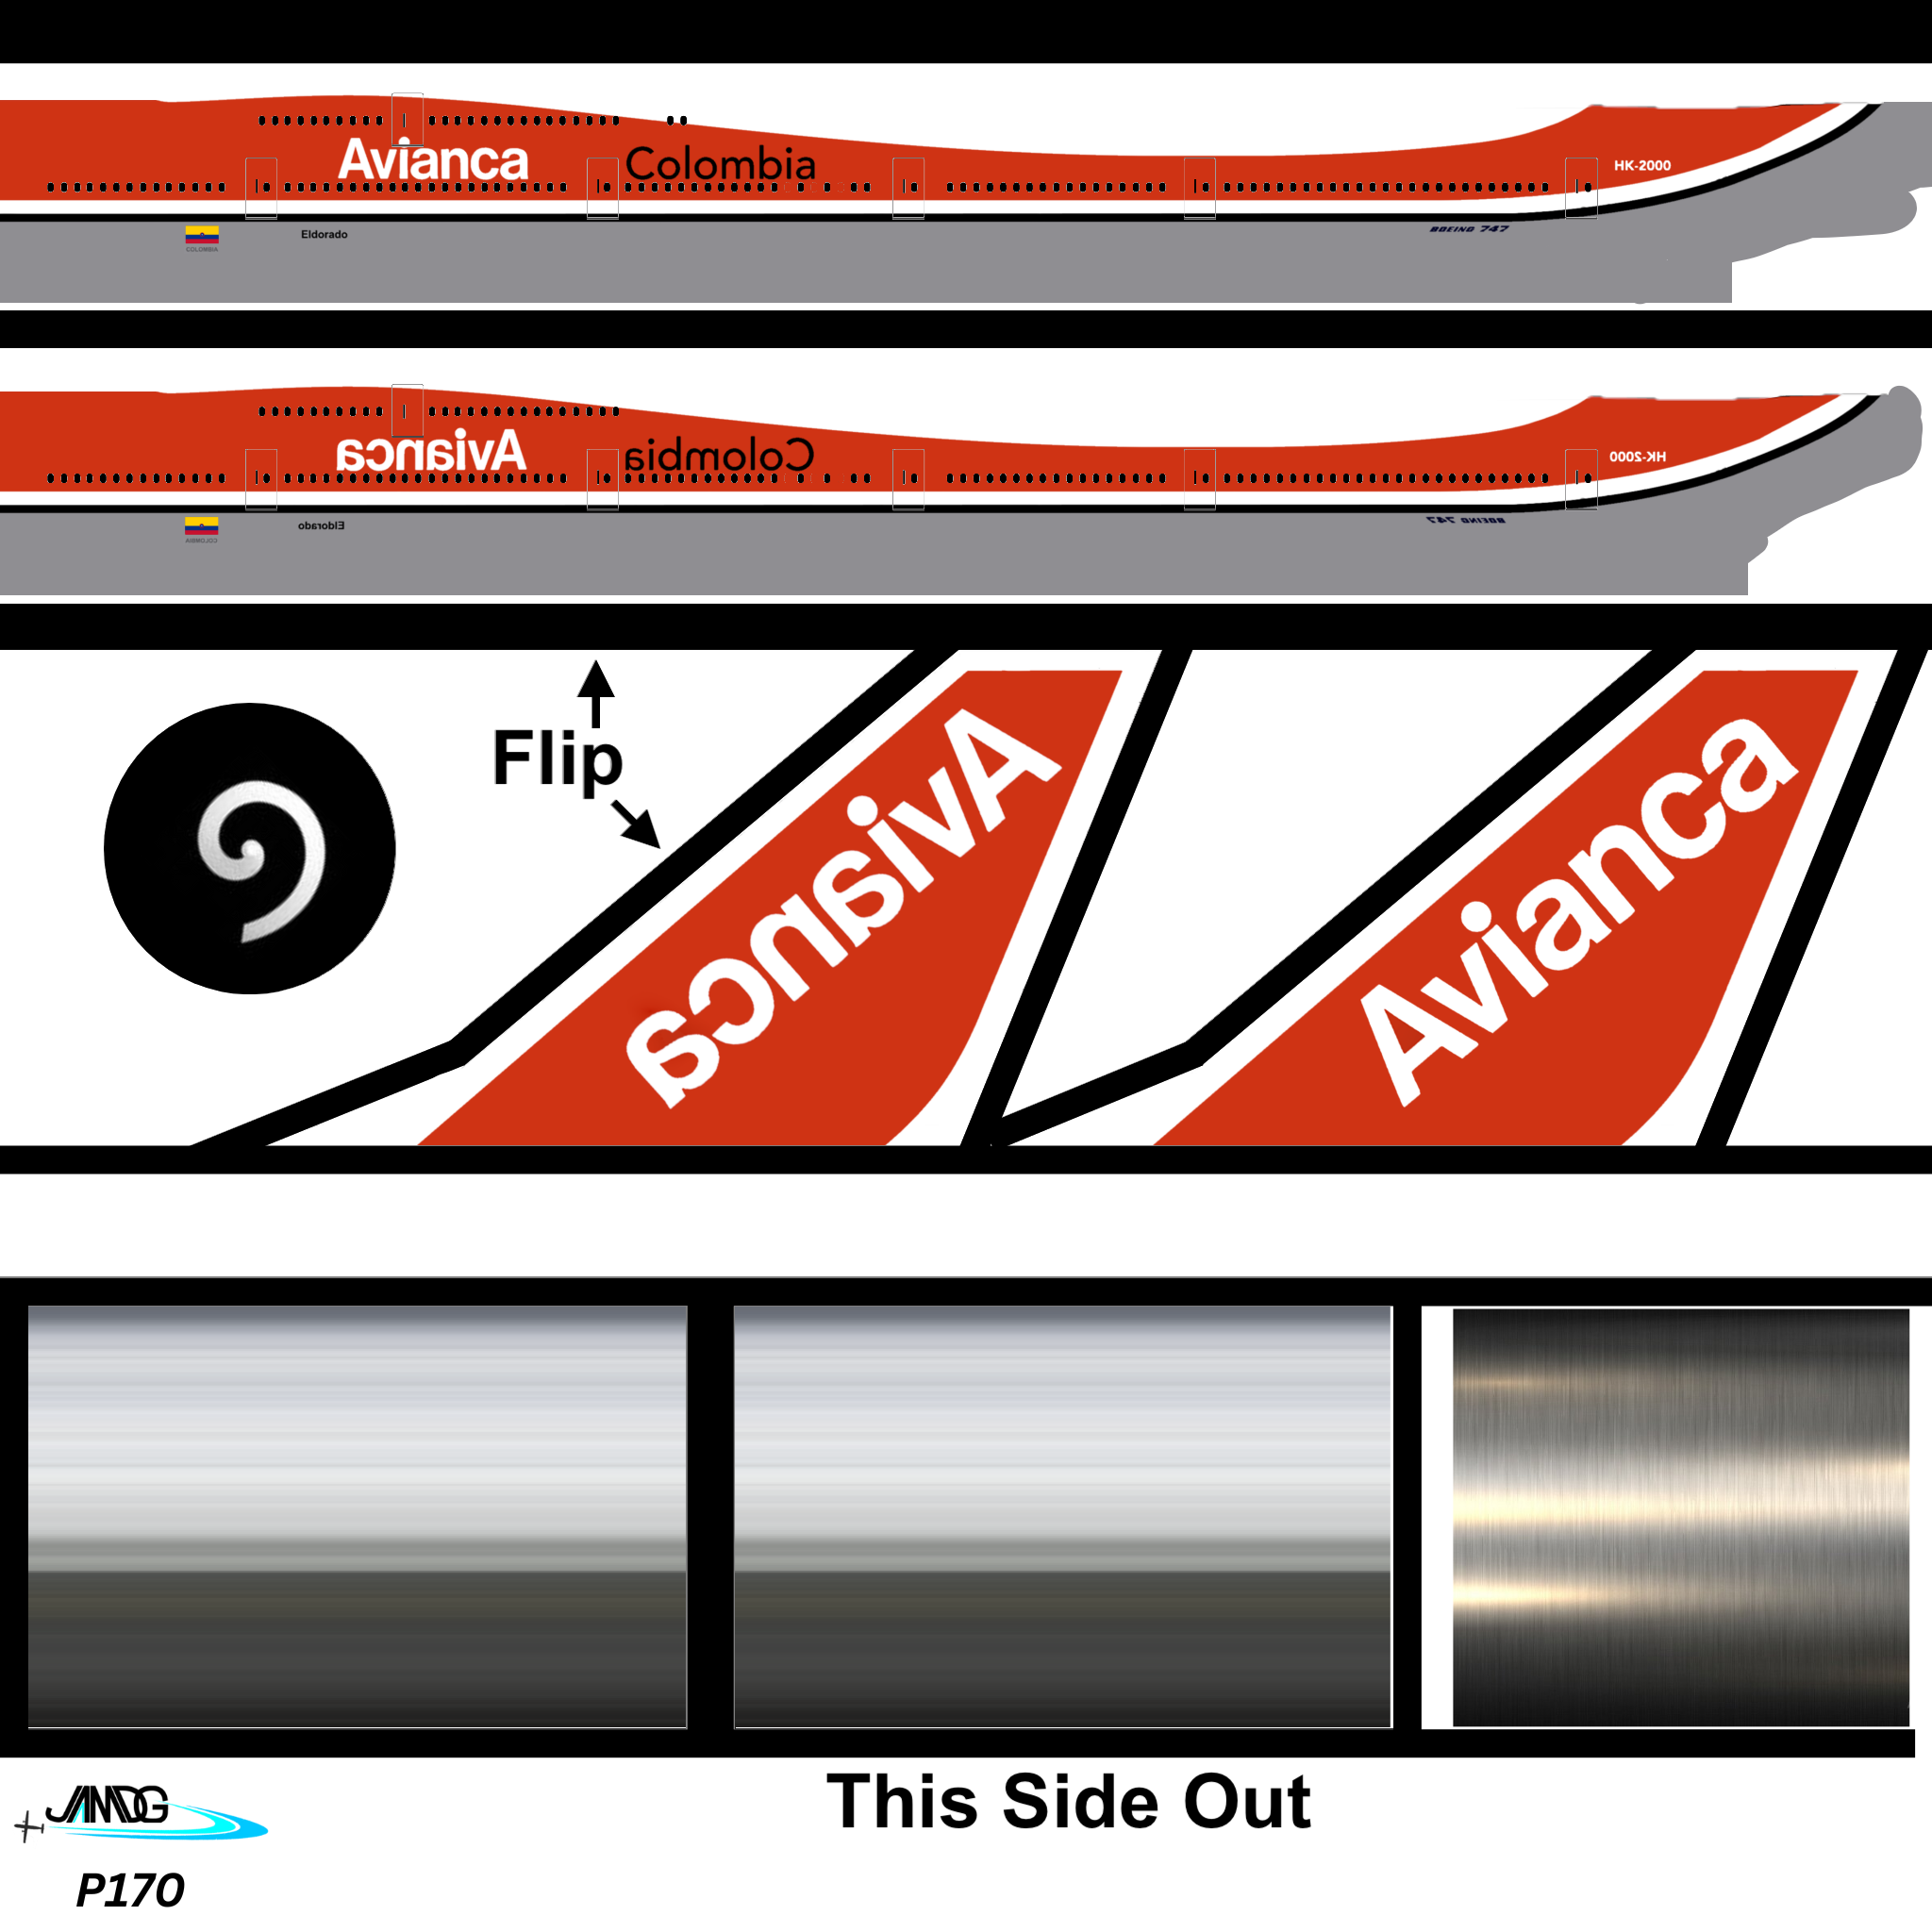 Avianca
Colombia
HK-2000
COLOMBIA
Eldorado
BOEING 747
Avianca
Colombia
HK-2000
COLOMBIA
Eldorado
BOEING 747
Flip
Avianca
Avianca
This Side Out
JAMDG
P170